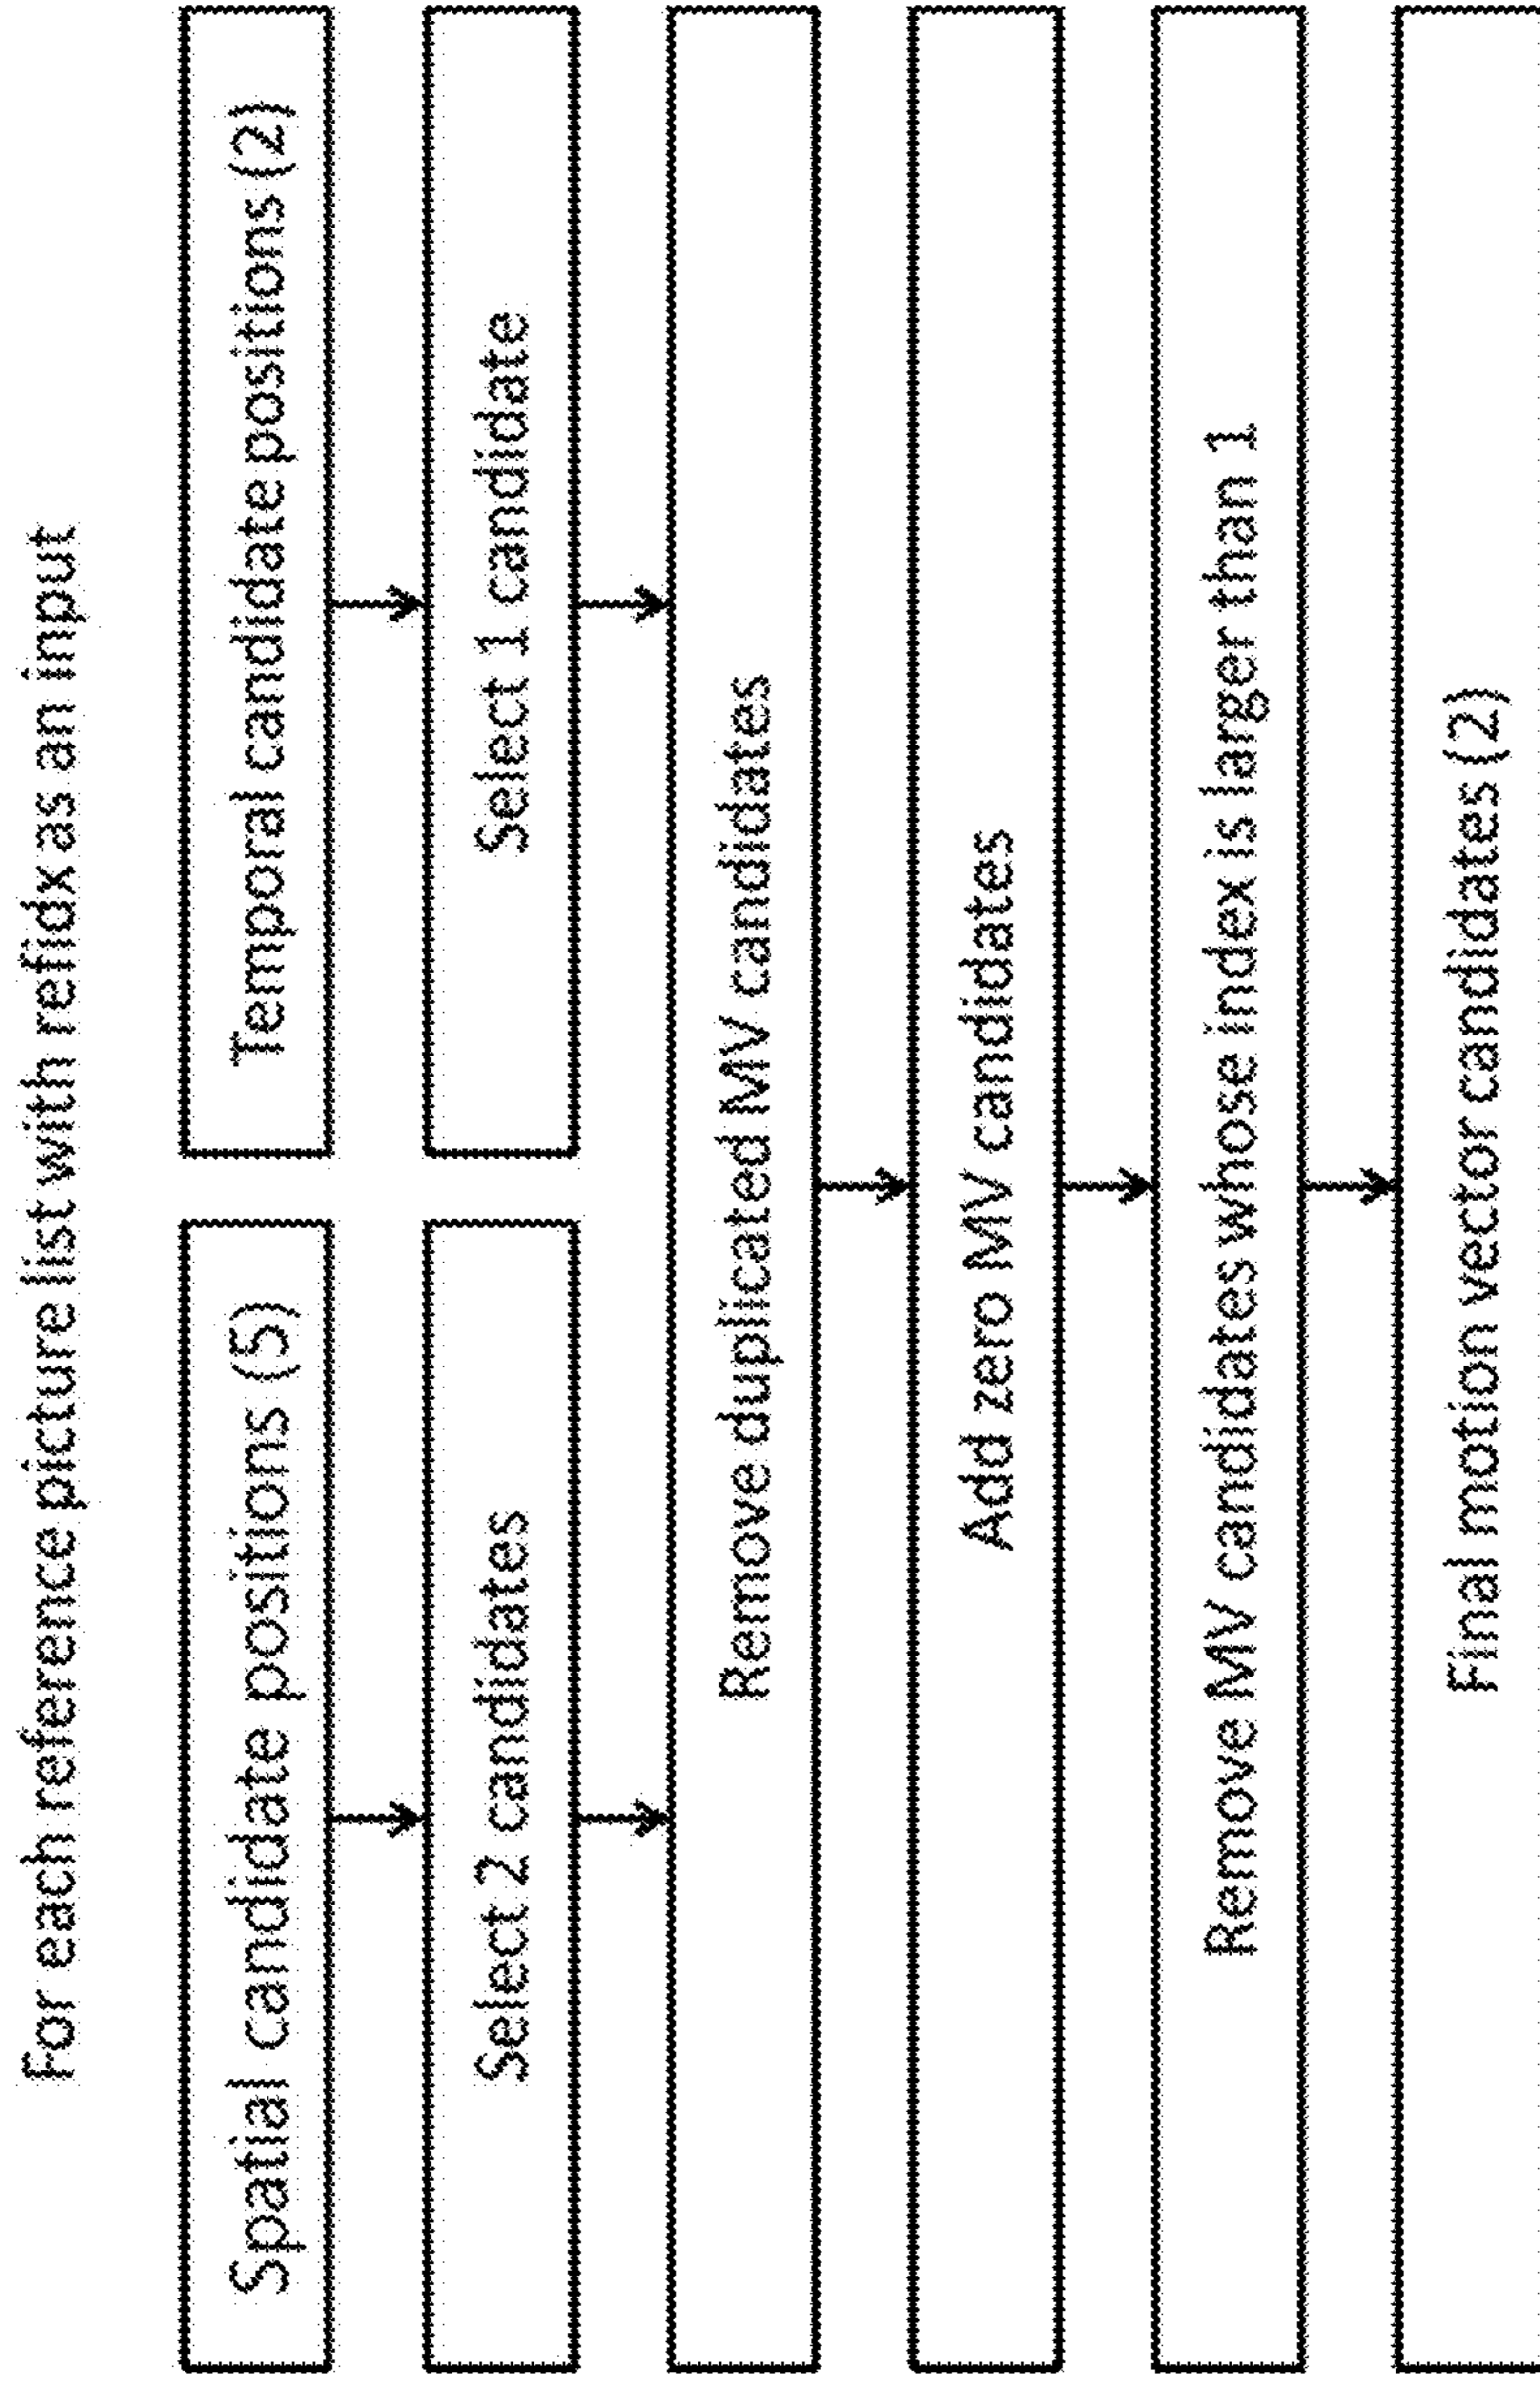 For each reference picture list with refidx as an input
Spatial candidate positions (5)
Temporal candidate positions (2)
Select 2 candidates
Select 1 candidate
Remove duplicated MV candidates
Add zero MV candidates
Remove MV candidates whose index is larger than 1
Final motion vector candidates (2)